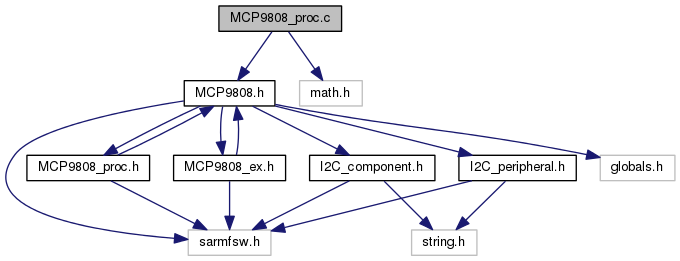 MCP9808_proc.c
MCP9808.h
math.h
MCP9808_proc.h
MCP9808_ex.h
I2C_component.h
I2C_peripheral.h
globals.h
sarmfsw.h
string.h